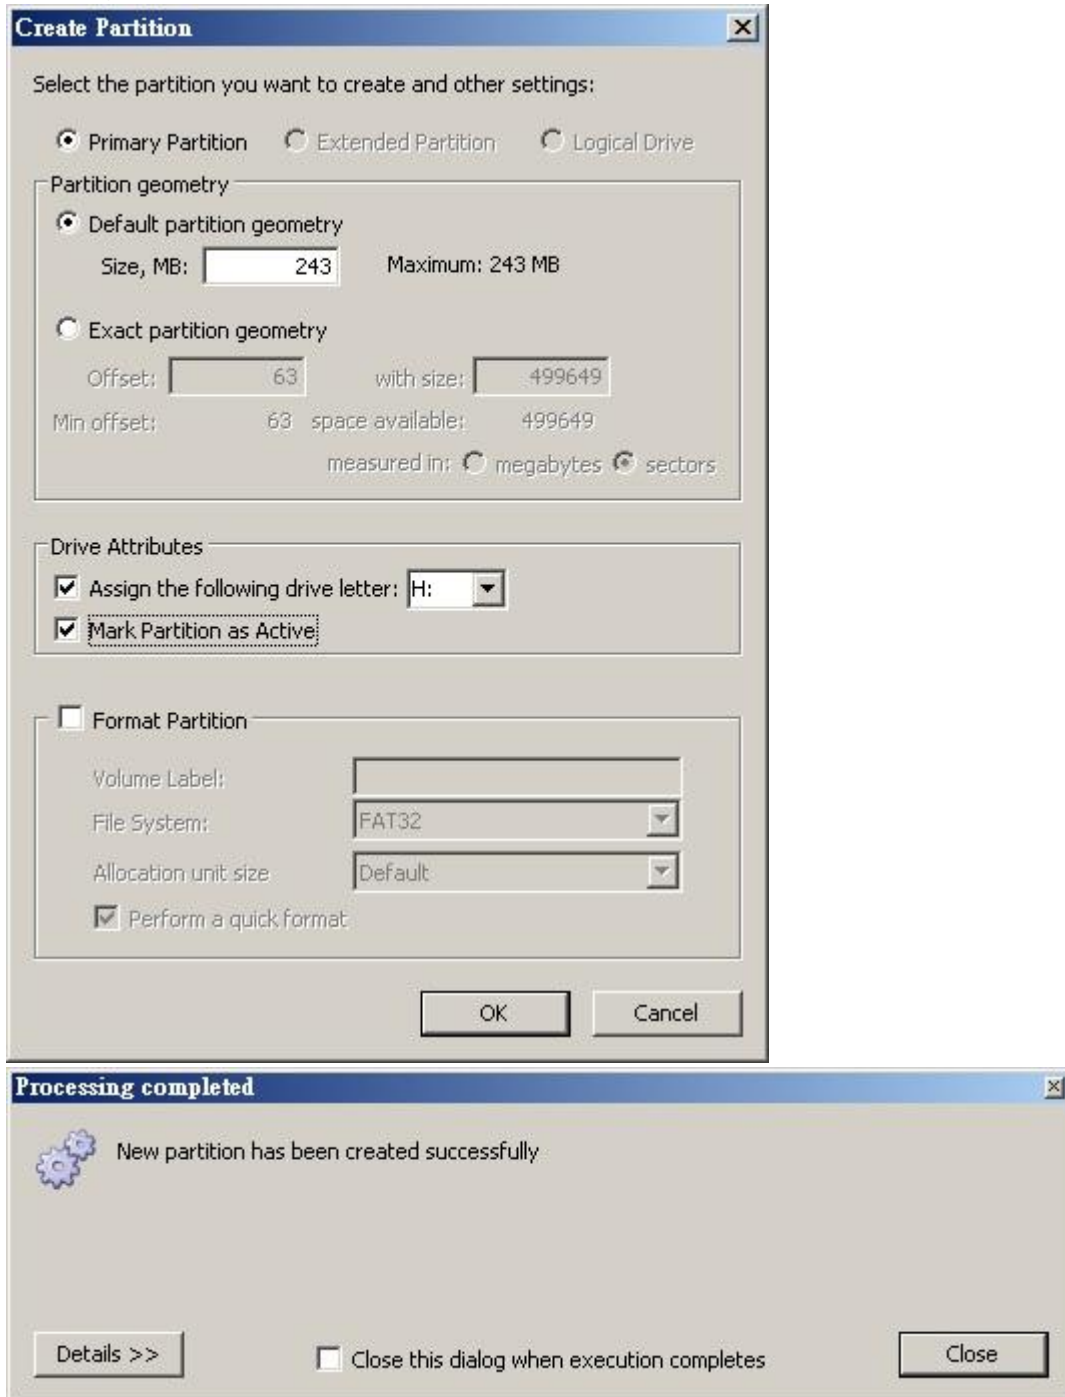 Create Partition
Select the partition you want to create and other settings:
Primary Partition Extended Partition Logical Drive
Partition geometry
Default partition geometry
Size, MB: 243 Maximum: 243 MB
Exact partition geometry
Offset: 63 with size: 499649
Min offset: 63 space available: 499649
measured in: megabytes sectors
Drive Attributes
Assign the following drive letter: H:
Mark Partition as Active
Format Partition
Volume Label:
File System: FAT32
Allocation unit size Default
Perform a quick format
OK Cancel
Processing completed
New partition has been created successfully
Details >> Close this dialog when execution completes Close